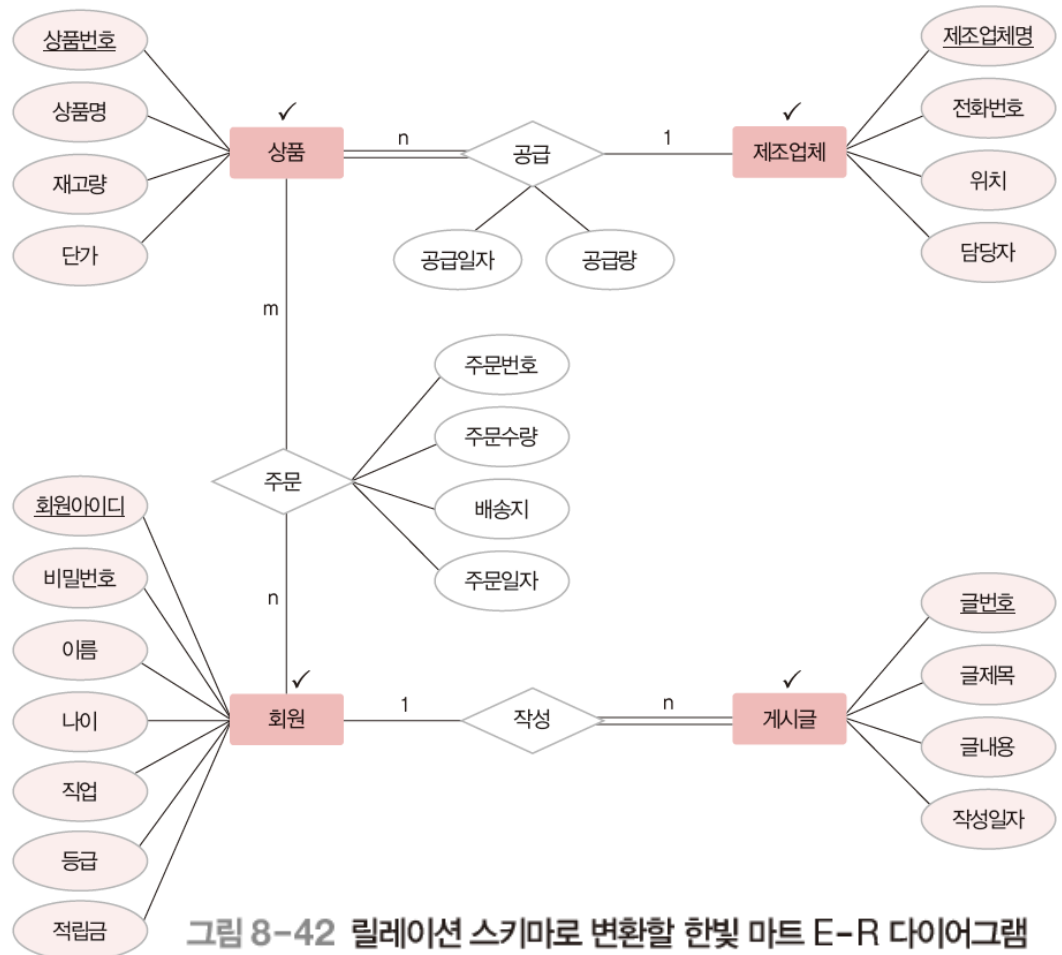 상품번호
상품명
재고량
단가
✓
상품
n
공급
1
✓
제조업체
제조업체명
전화번호
위치
담당자
공급일자
공급량
m
주문
주문번호
주문수량
배송지
주문일자
n
회원아이디
비밀번호
이름
나이
직업
등급
적립금
✓
회원
1
작성
n
✓
게시글
글번호
글제목
글내용
작성일자
그림 8-42 릴레이션 스키마로 변환할 한빛 마트 E-R 다이어그램